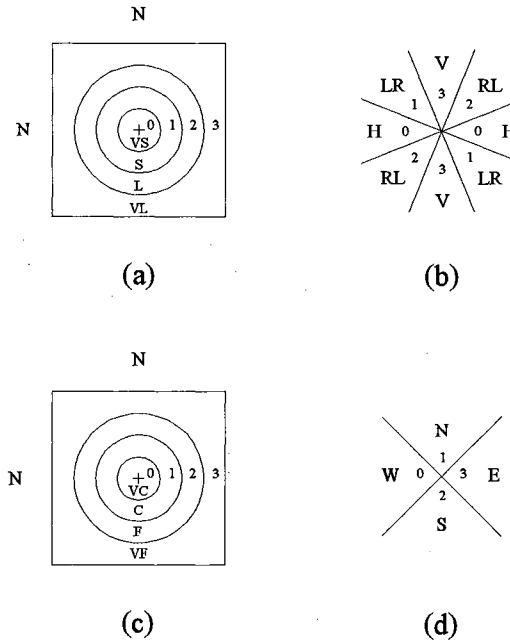 N
N
0 1 2 3
VS
S
L
VL
(a)
V
LR 3 RL
1 2
H 0 0 H
2 1
RL 3 LR
V
(b)
N
N
0 1 2 3
VC
C
F
VF
(c)
N
1
W 0 3 E
2
S
(d)